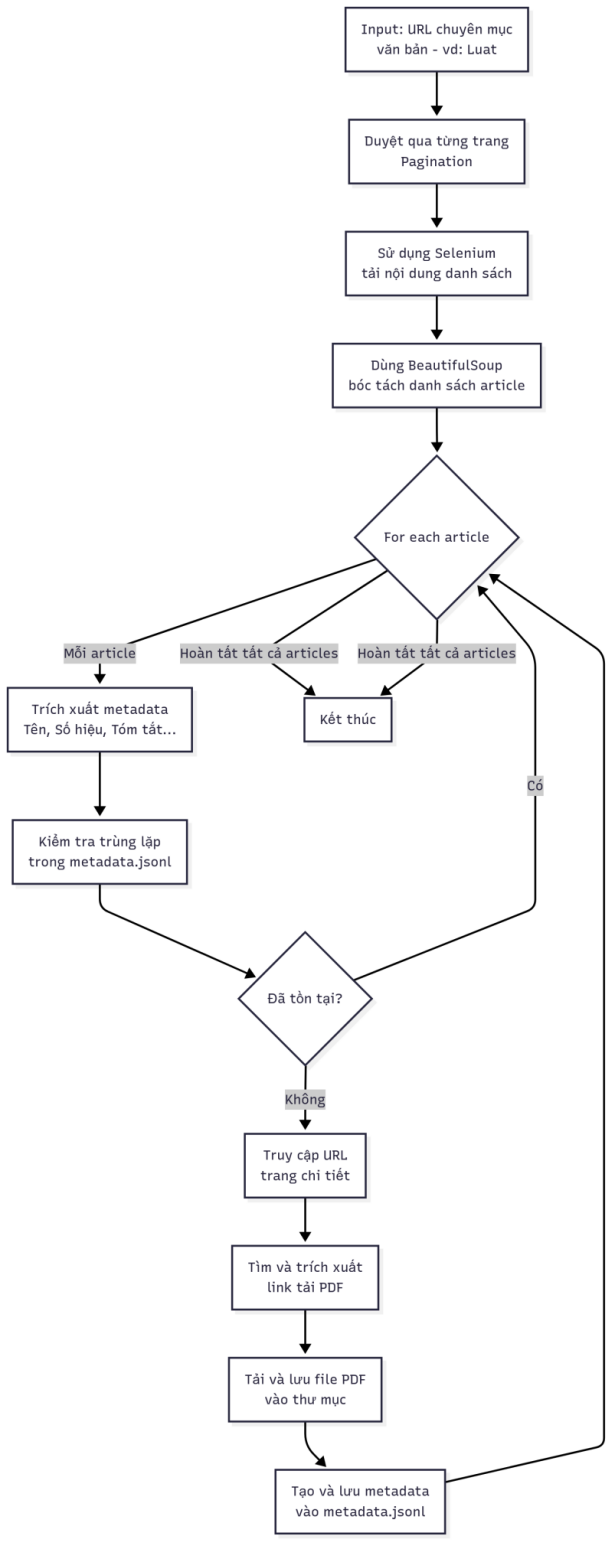 Input: URL chuyên mục
văn bản - vd: Luat
Duyệt qua từng trang
Pagination
Sử dụng Selenium
tải nội dung danh sách
Dùng BeautifulSoup
bóc tách danh sách article
For each article
Mỗi article
Hoàn tất tất cả articles
Hoàn tất tất cả articles
Trích xuất metadata
Tên, Số hiệu, Tóm tắt...
Kết thúc
Có
Kiểm tra trùng lặp
trong metadata.jsonl
Đã tồn tại?
Không
Truy cập URL
trang chi tiết
Tìm và trích xuất
link tải PDF
Tải và lưu file PDF
vào thư mục
Tạo và lưu metadata
vào metadata.jsonl